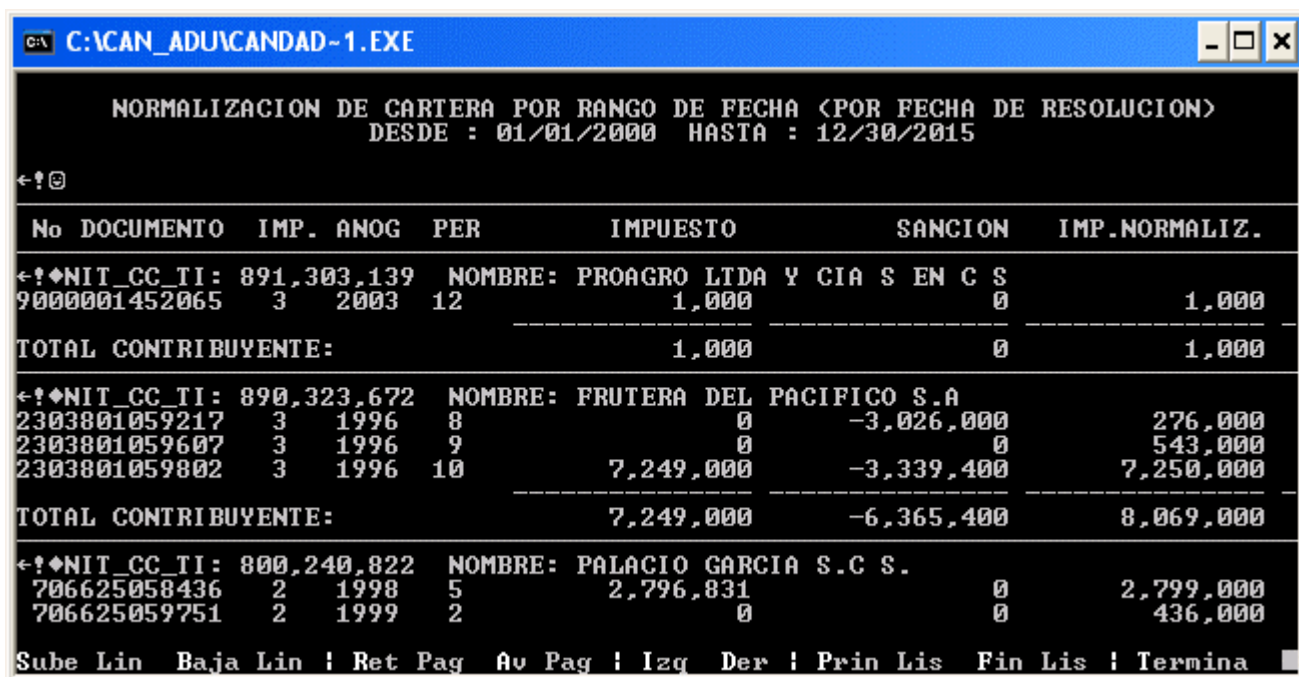 C:\CAN_ADU\CANDAD~1.EXE
NORMALIZACION DE CARTERA POR RANGO DE FECHA (POR FECHA DE RESOLUCION)
DESDE : 01/01/2000 HASTA : 12/30/2015
←!☺
No DOCUMENTO IMP. ANOG PER IMPUESTO SANCION IMP.NORMALIZ.
←!♦NIT_CC_TI: 891,303,139 NOMBRE: PROAGRO LTDA Y CIA S EN C S
9000001452065 3 2003 12 1,000 0 1,000
TOTAL CONTRIBUYENTE: 1,000 0 1,000
←!♦NIT_CC_TI: 890,323,672 NOMBRE: FRUTERA DEL PACIFICO S.A
2303801059217 3 1996 8 0 -3,026,000 276,000
2303801059607 3 1996 9 0 0 543,000
2303801059802 3 1996 10 7,249,000 -3,339,400 7,250,000
TOTAL CONTRIBUYENTE: 7,249,000 -6,365,400 8,069,000
←!♦NIT_CC_TI: 800,240,822 NOMBRE: PALACIO GARCIA S.C S.
706625058436 2 1998 5 2,796,831 0 2,799,000
706625059751 2 1999 2 0 0 436,000
Sube Lin Baja Lin ¦ Ret Pag Av Pag ¦ Izq Der ¦ Prin Lis Fin Lis ¦ Termina